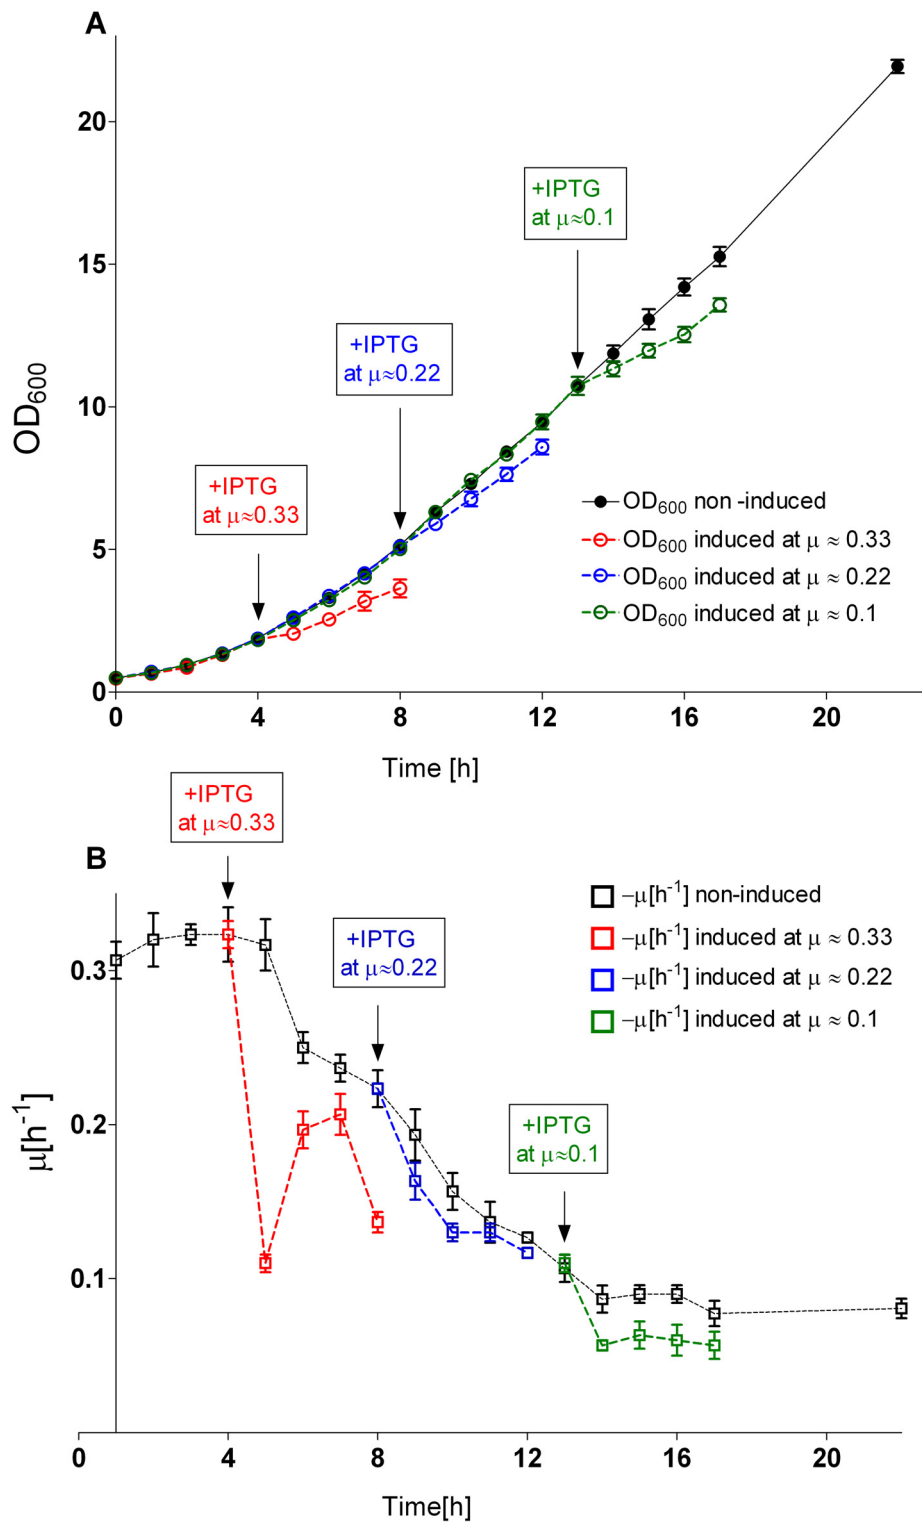 A
20
15
10
5
0
OD600
+IPTG
at μ≈0.1
+IPTG
at μ≈0.22
+IPTG
at μ≈0.33
OD600 non -induced
OD600 induced at μ ≈ 0.33
OD600 induced at μ ≈ 0.22
OD600 induced at μ ≈ 0.1
0 4 8 12 16 20
Time [h]
+IPTG
at μ≈0.33
B
−μ[h-1] non-induced
−μ[h-1] induced at μ ≈ 0.33
−μ[h-1] induced at μ ≈ 0.22
−μ[h-1] induced at μ ≈ 0.1
+IPTG
at μ≈0.22
+IPTG
at μ≈0.1
0.3
0.2
0.1
μ[h-1]
0 4 8 12 16 20
Time[h]